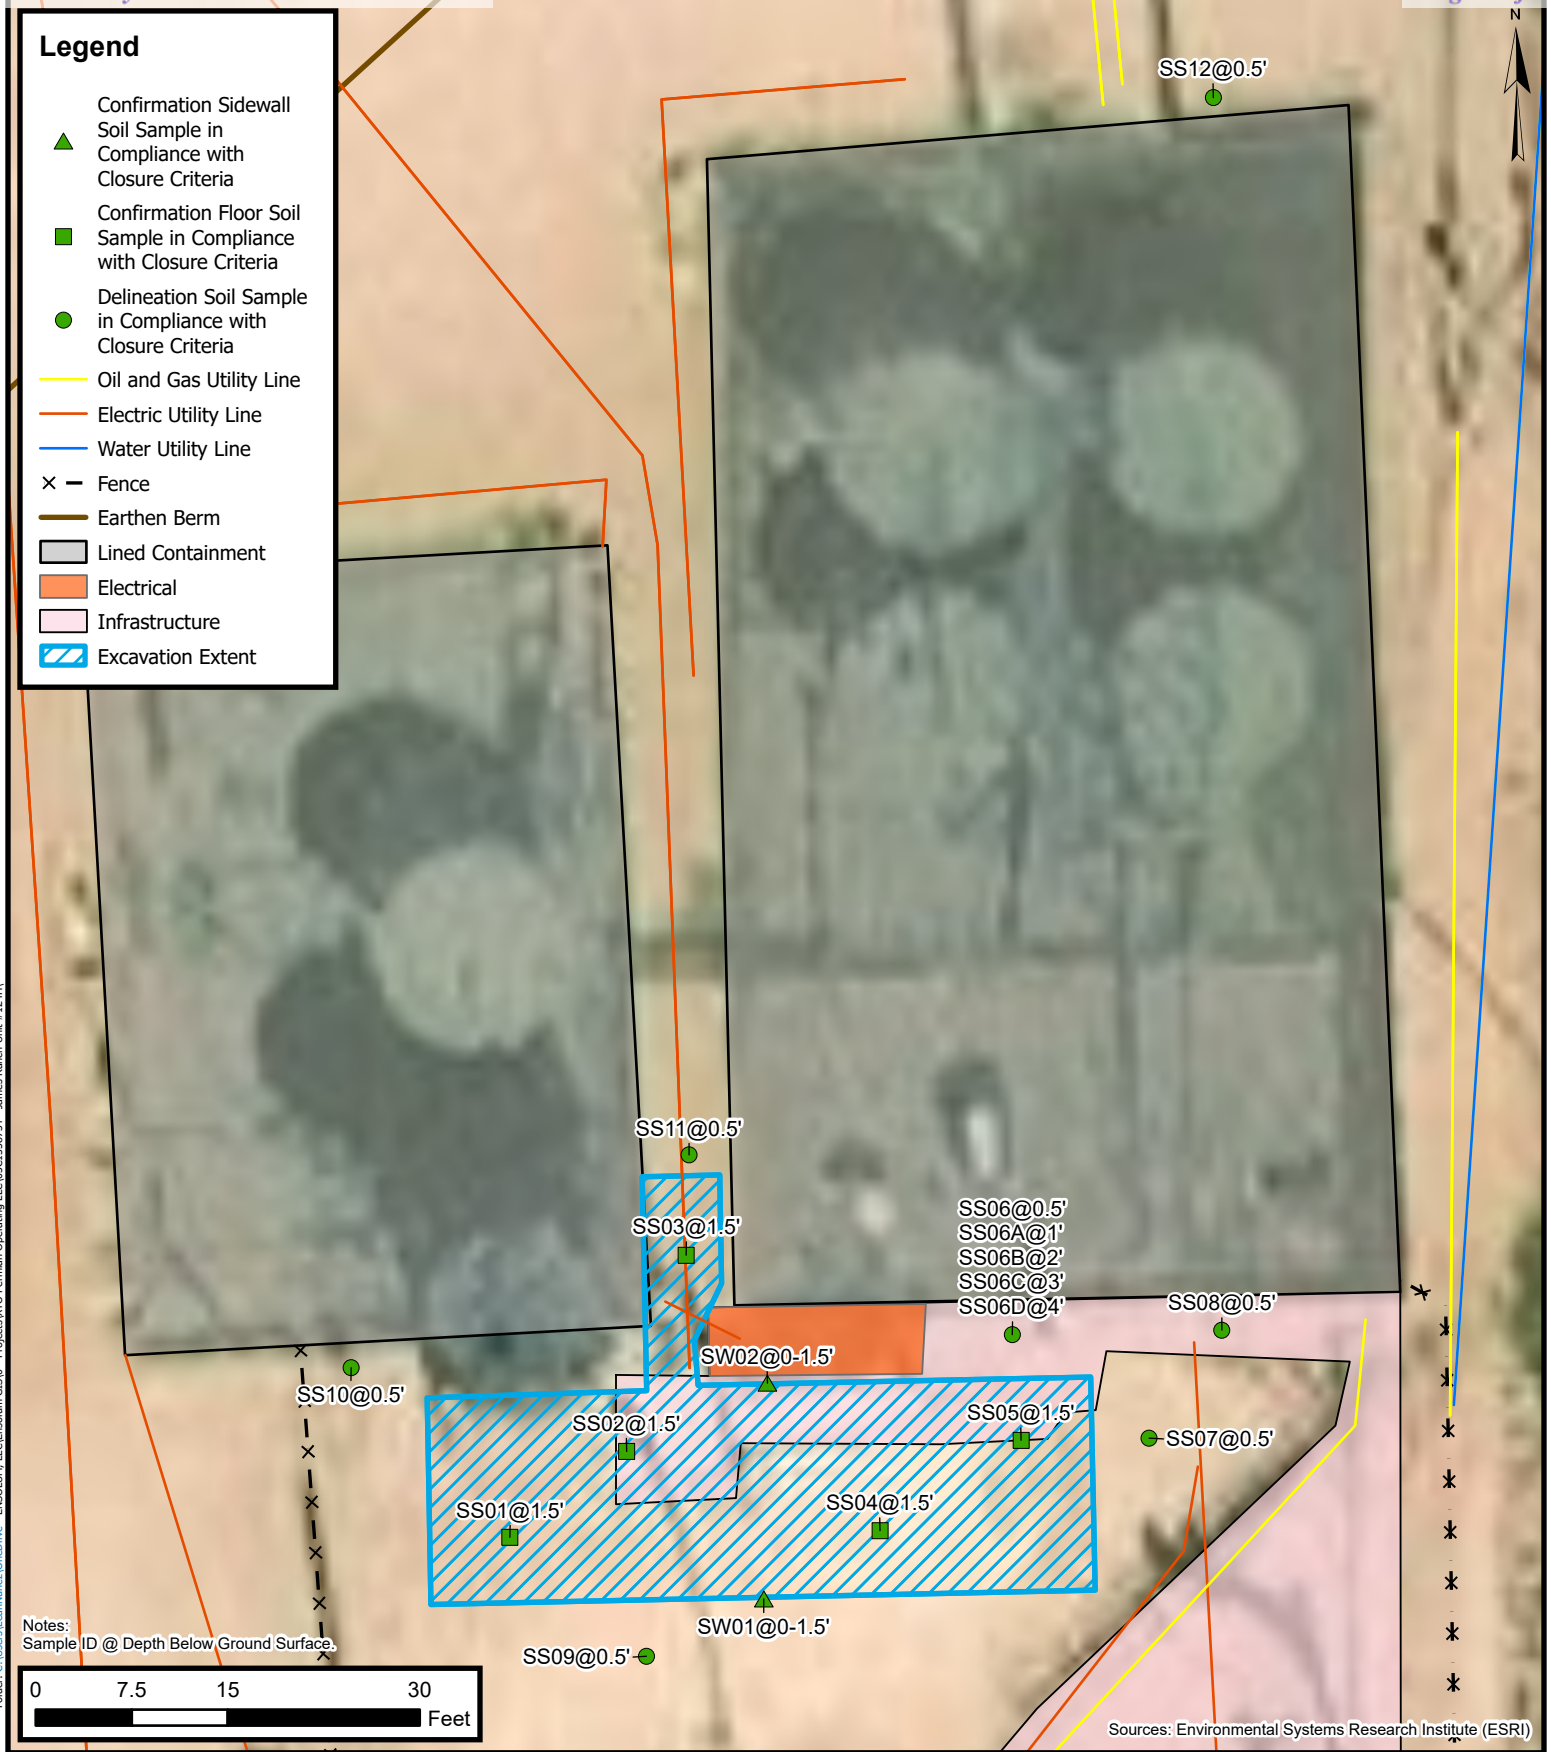 Legend
Confirmation Sidewall
Soil Sample in
Compliance with
Closure Criteria
Confirmation Floor Soil
Sample in Compliance
with Closure Criteria
Delineation Soil Sample
in Compliance with
Closure Criteria
Oil and Gas Utility Line
Electric Utility Line
Water Utility Line
Fence
Earthen Berm
Lined Containment
Electrical
Infrastructure
Excavation Extent
N
SS12@0.5'
SS11@0.5'
SS03@1.5'
SS06@0.5'
SS06A@1'
SS06B@2'
SS06C@3'
SS06D@4'
SS08@0.5'
SW02@0-1.5'
SS10@0.5'
SS02@1.5'
SS05@1.5'
SS07@0.5'
SS01@1.5'
SS04@1.5'
SW01@0-1.5'
SS09@0.5'
Notes:
Sample ID @ Depth Below Ground Surface.
0 7.5 15 30
Feet
Sources: Environmental Systems Research Institute (ESRI)